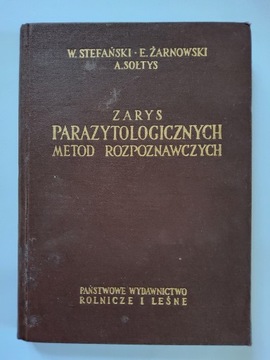 W. STEFAŃSKI · E. ŻARNOWSKI
A. SOŁTYS
ZARYS
PARAZYTOLOGICZNYCH
METOD ROZPOZNAWCZYCH
PAŃSTWOWE WYDAWNICTWO
ROLNICZE I LEŚNE